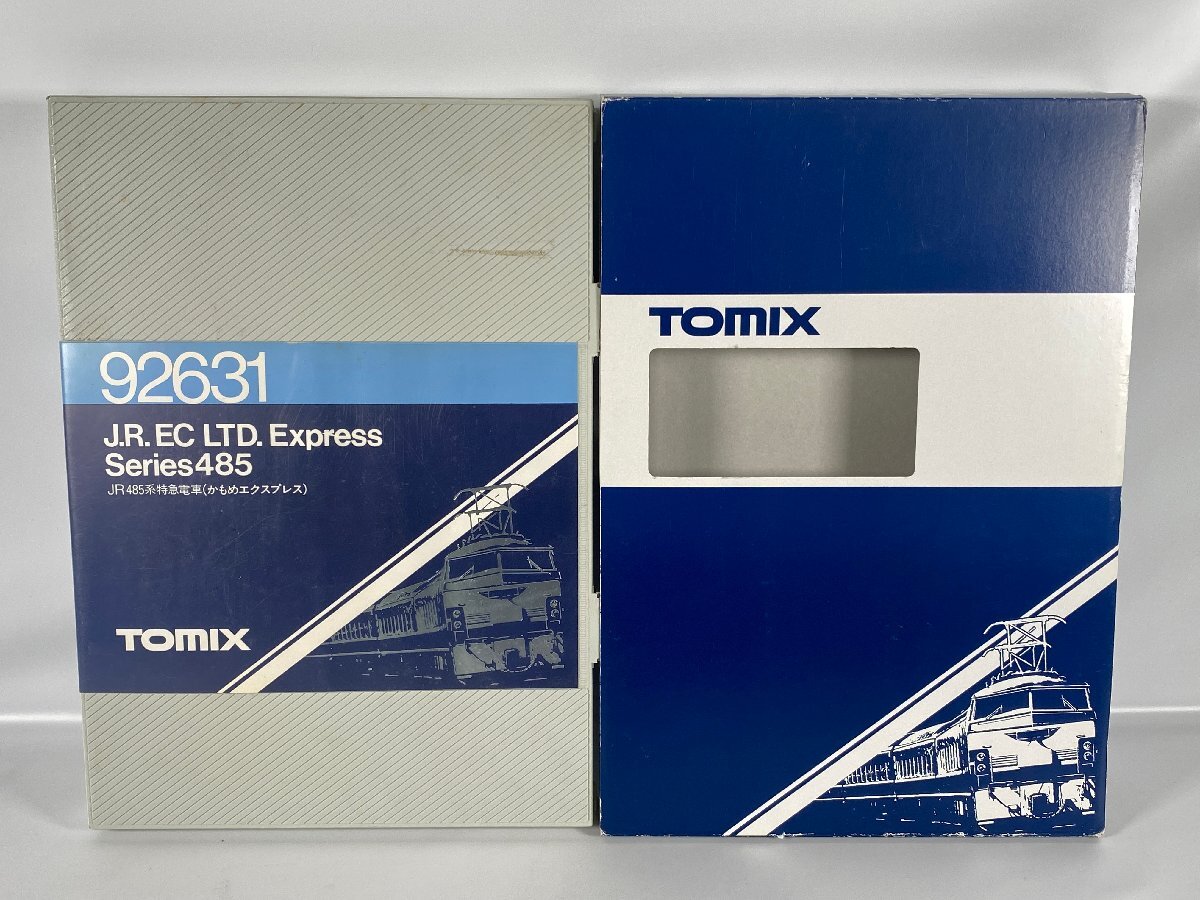 92631
J.R. EC LTD. Express
Series485
JR485系特急電車(かもめエクスプレス)
TOMIX
TOMIX